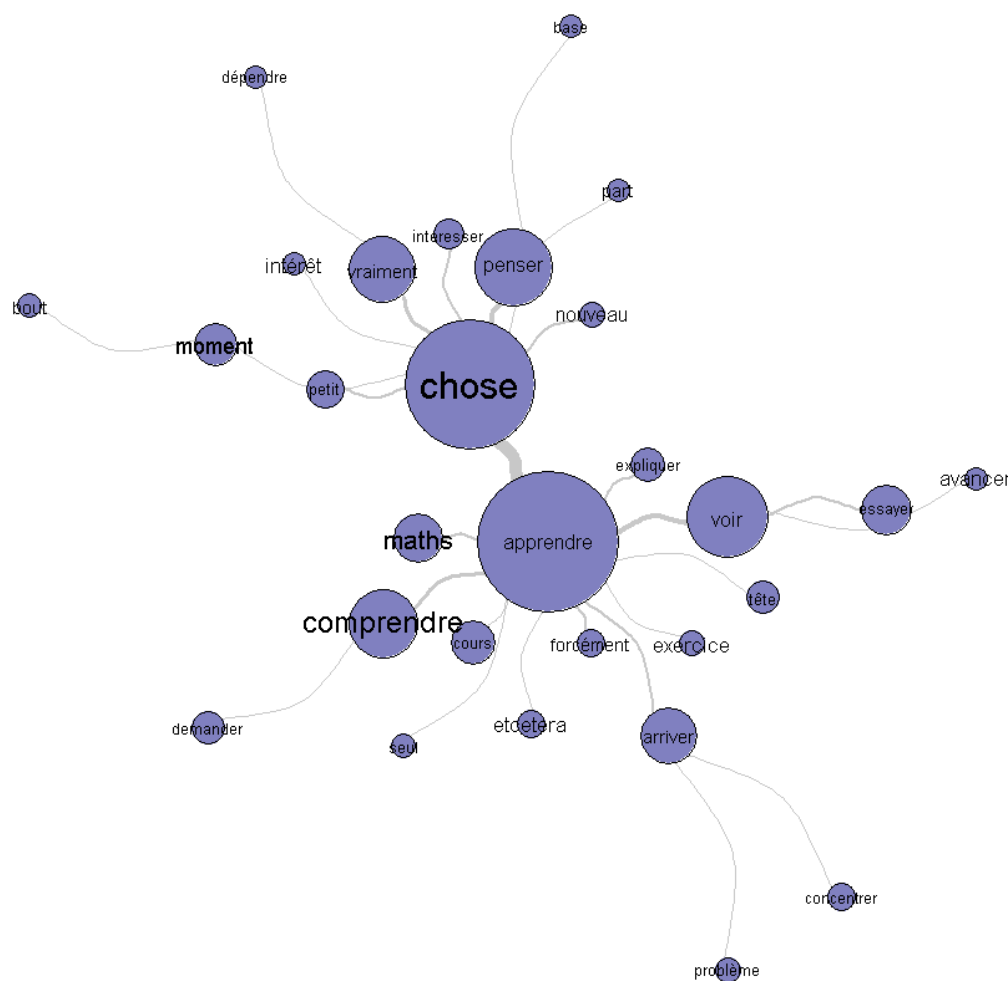 base
dépendre
part
intéresser
intérêt
vraiment
penser
bout
nouveau
moment
petit
chose
expliquer
avancer
essayer
voir
maths
apprendre
tête
comprendre
cours
forcément
exercice
demander
etcetera
arriver
seul
concentrer
problème